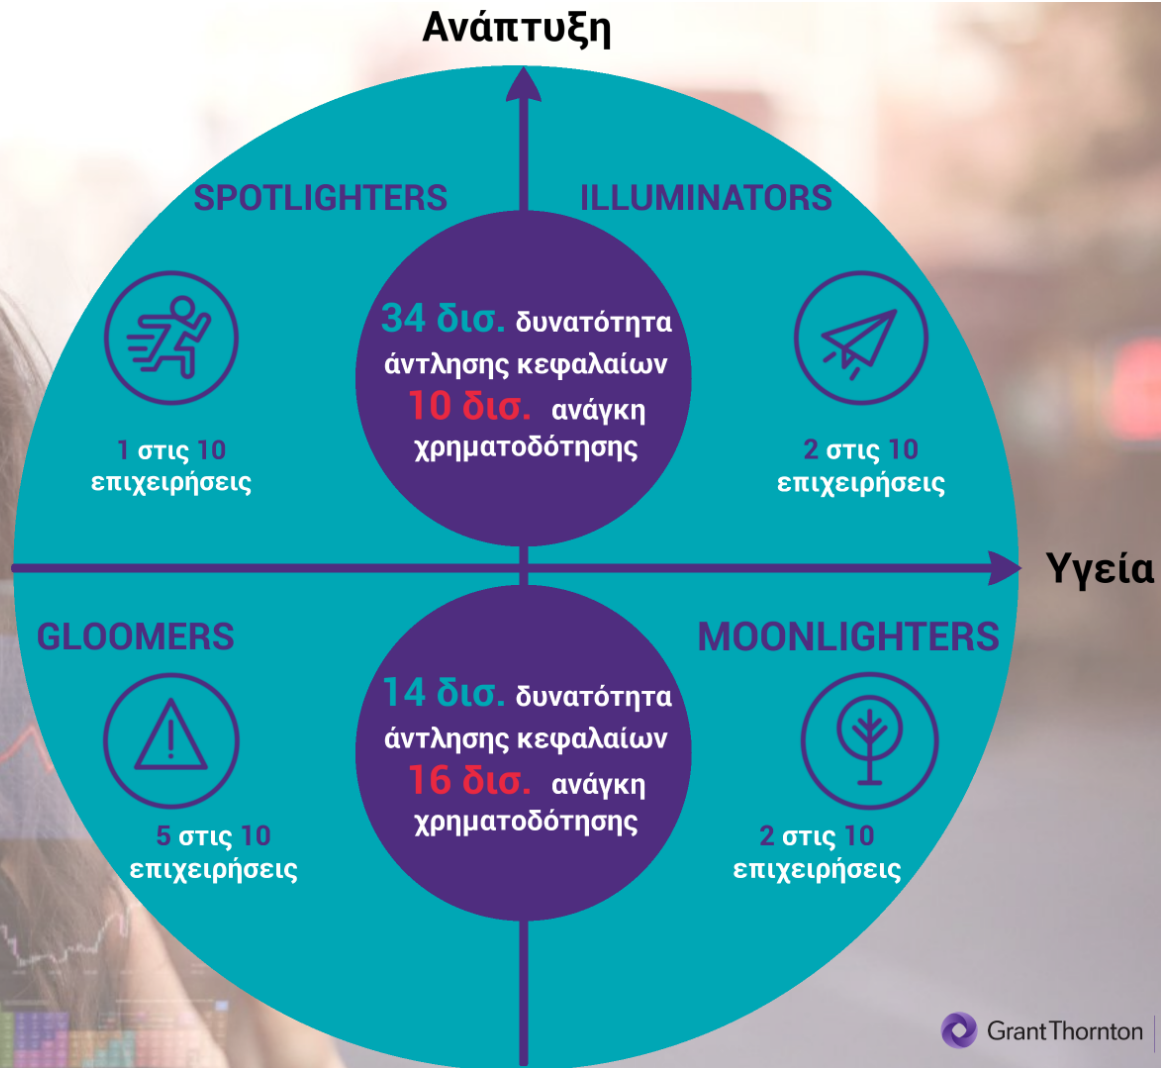 Ανάπτυξη
SPOTLIGHTERS
ILLUMINATORS
34 δισ. δυνατότητα
άντλησης κεφαλαίων
10 δισ. ανάγκη
χρηματοδότησης
1 στις 10
επιχειρήσεις
2 στις 10
επιχειρήσεις
Υγεία
GLOOMERS
MOONLIGHTERS
14 δισ. δυνατότητα
άντλησης κεφαλαίων
16 δισ. ανάγκη
χρηματοδότησης
5 στις 10
επιχειρήσεις
2 στις 10
επιχειρήσεις
Grant Thornton